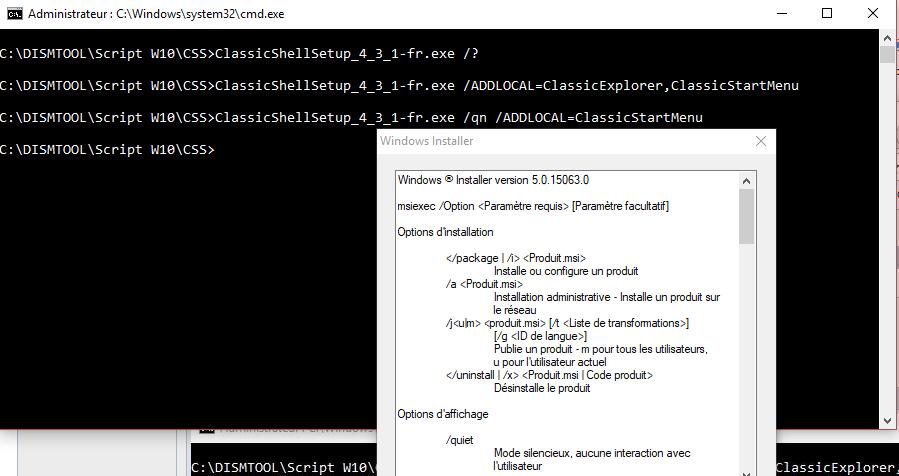 Administrateur : C:\Windows\system32\cmd.exe
C:\DISMTOOL\Script W10\CSS>ClassicShellSetup_4_3_1-fr.exe /?
C:\DISMTOOL\Script W10\CSS>ClassicShellSetup_4_3_1-fr.exe /ADDLOCAL=ClassicExplorer,ClassicStartMenu
C:\DISMTOOL\Script W10\CSS>ClassicShellSetup_4_3_1-fr.exe /qn /ADDLOCAL=ClassicStartMenu
C:\DISMTOOL\Script W10\CSS>
Windows Installer
Windows ® Installer version 5.0.15063.0
msiexec /Option <Paramètre requis> [Paramètre facultatif]
Options d'installation
</package | /i> <Produit.msi>
Installe ou configure un produit
/a <Produit.msi>
Installation administrative - Installe un produit sur
le réseau
/j<u|m> <produit.msi> [/t <Liste de transformations>]
[/g <ID de langue>]
Publie un produit - m pour tous les utilisateurs,
u pour l'utilisateur actuel
</uninstall | /x> <Produit.msi | Code produit>
Désinstalle le produit
Options d'affichage
/quiet
Mode silencieux, aucune interaction avec
l'utilisateur
C:\DISMTOOL\Script W10\
ClassicExplorer,